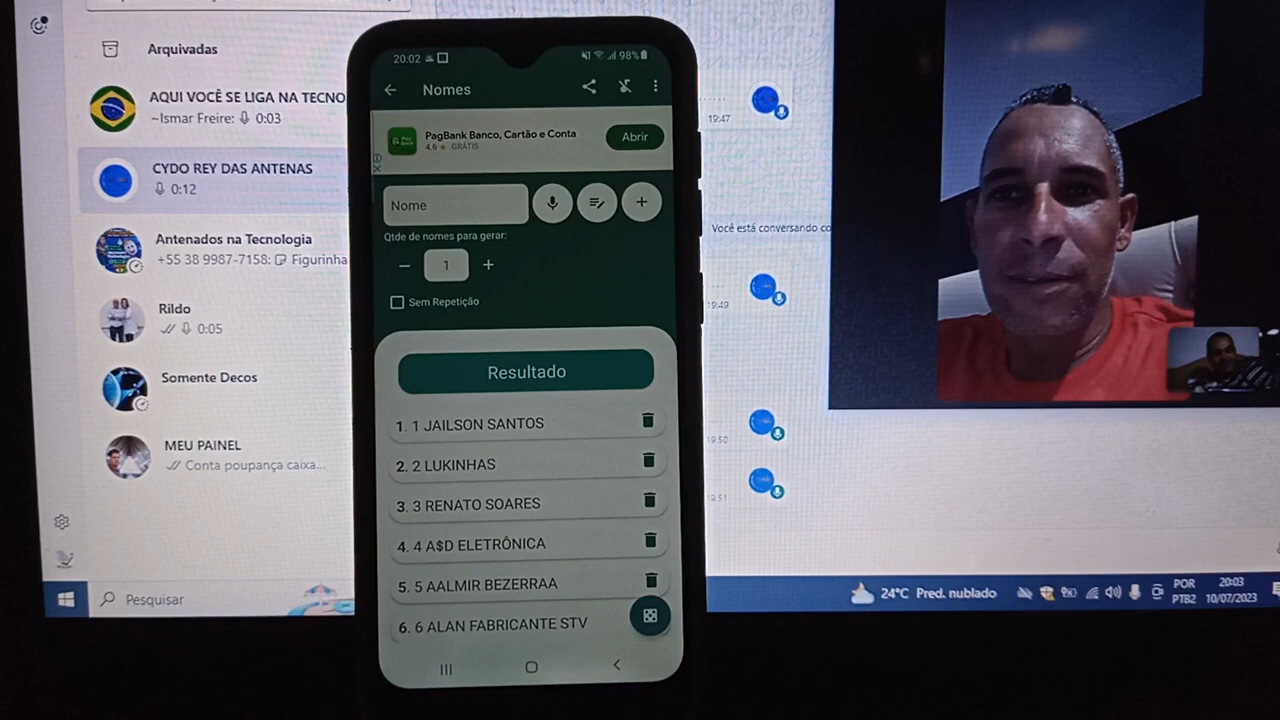 Arquivadas
AQUI VOCÊ SE LIGA NA TECNO
~Ismar Freire: 0:03
CYDO REY DAS ANTENAS
0:12
Antenados na Tecnologia
+55 38 9987-7158: Figurinha
Rildo
0:05
Somente Decos
MEU PAINEL
Conta poupança caixa...
Pesquisar
20:02
98%
Nomes
PagBank Banco, Cartão e Conta
4.6 ★ GRÁTIS
Abrir
Nome
Qtde de nomes para gerar:
− 1 +
Sem Repetição
Resultado
1. 1 JAILSON SANTOS
2. 2 LUKINHAS
3. 3 RENATO SOARES
4. 4 A$D ELETRÔNICA
5. 5 AALMIR BEZERRAA
6. 6 ALAN FABRICANTE STV
19:47
Você está conversando co
19:49
19:50
19:51
24°C Pred. nublado
POR
PTB2
20:03
10/07/2023